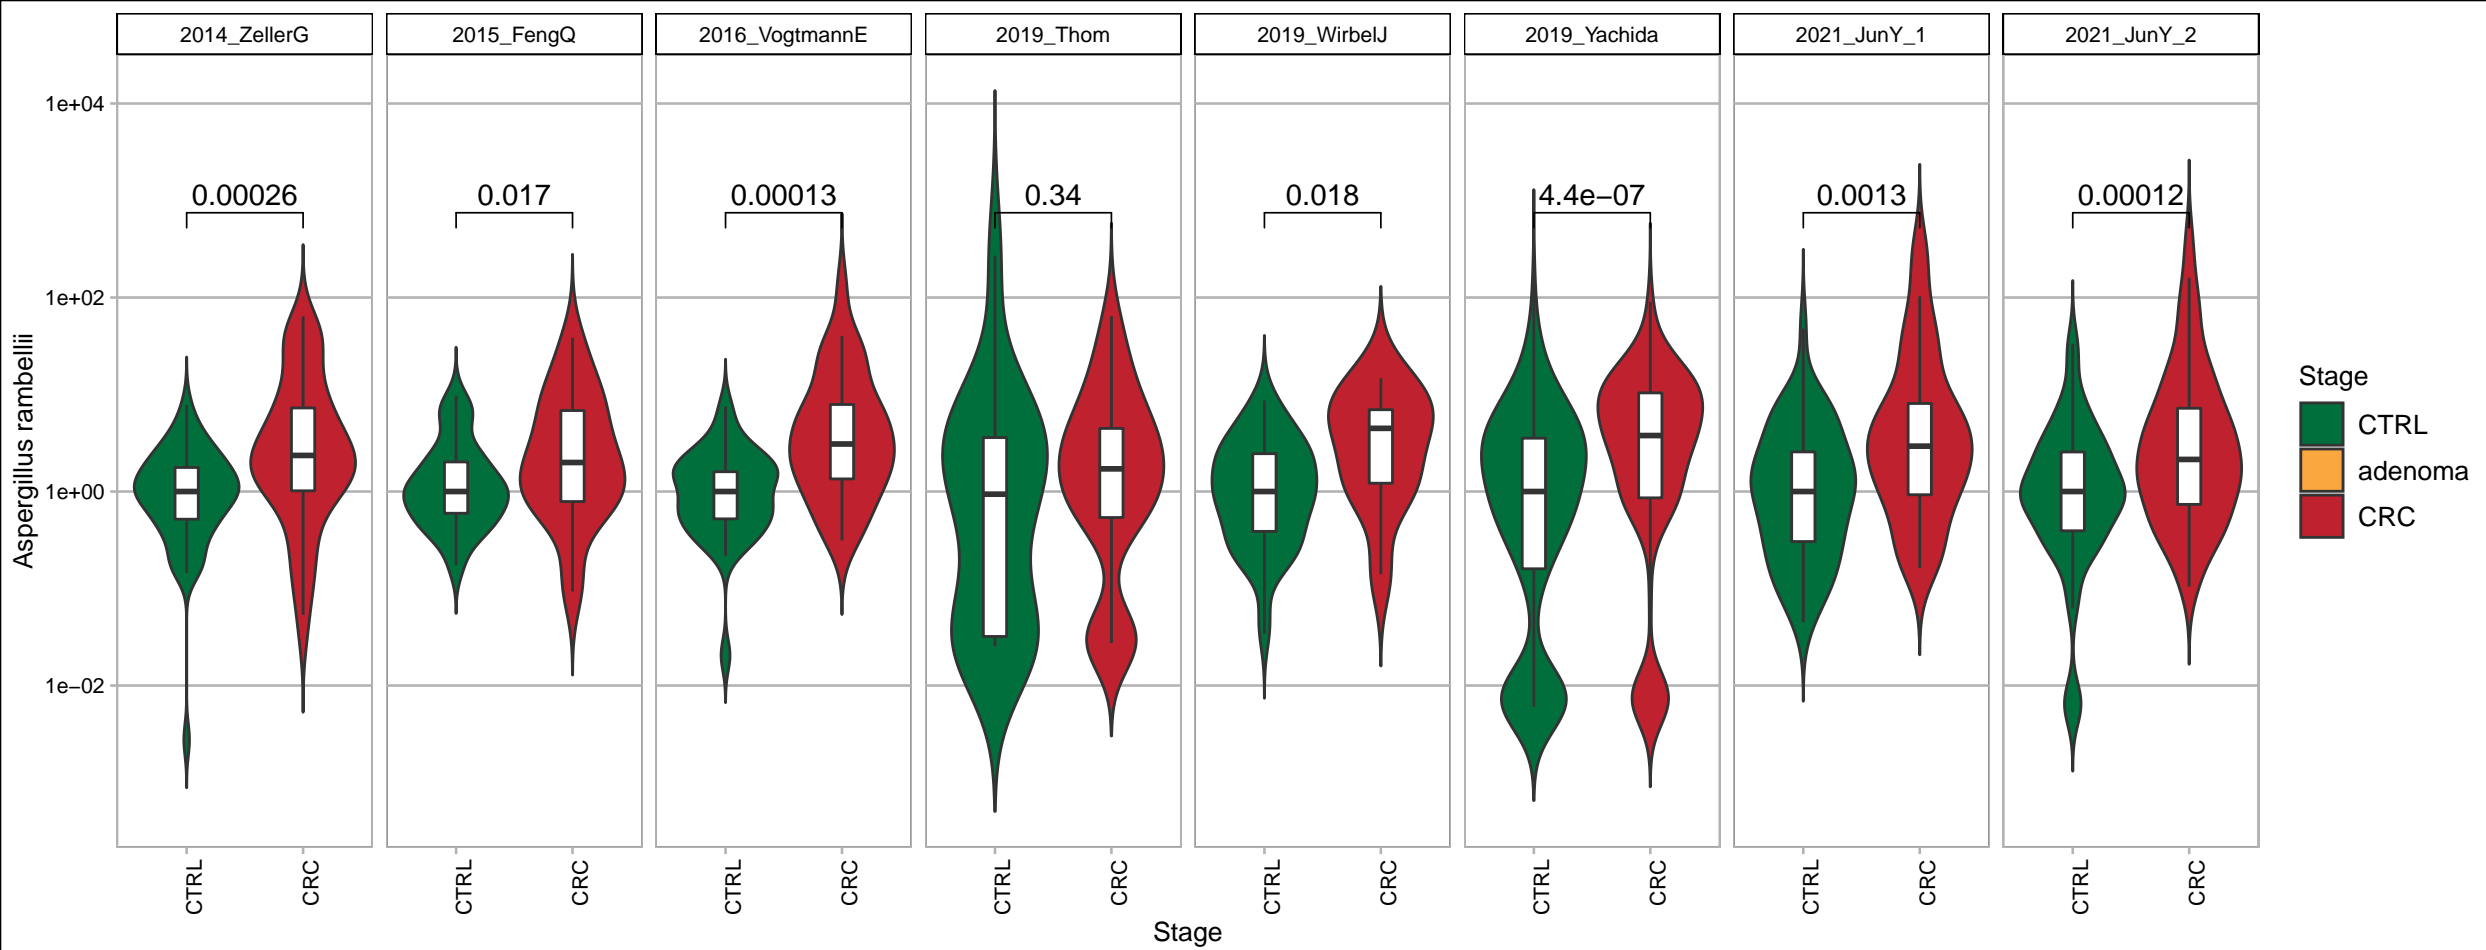 2014_ZellerG 2015_FengQ 2016_VogtmannE 2019_Thom 2019_WirbelJ 2019_Yachida 2021_JunY_1 2021_JunY_2
1e+04
0.00026 0.017 0.00013 0.34 0.018 4.4e−07 0.0013 0.00012
1e+02
1e+00
1e−02
Aspergillus rambellii
CTRL CRC CTRL CRC CTRL CRC CTRL CRC CTRL CRC CTRL CRC CTRL CRC CTRL CRC
Stage
Stage
CTRL
adenoma
CRC